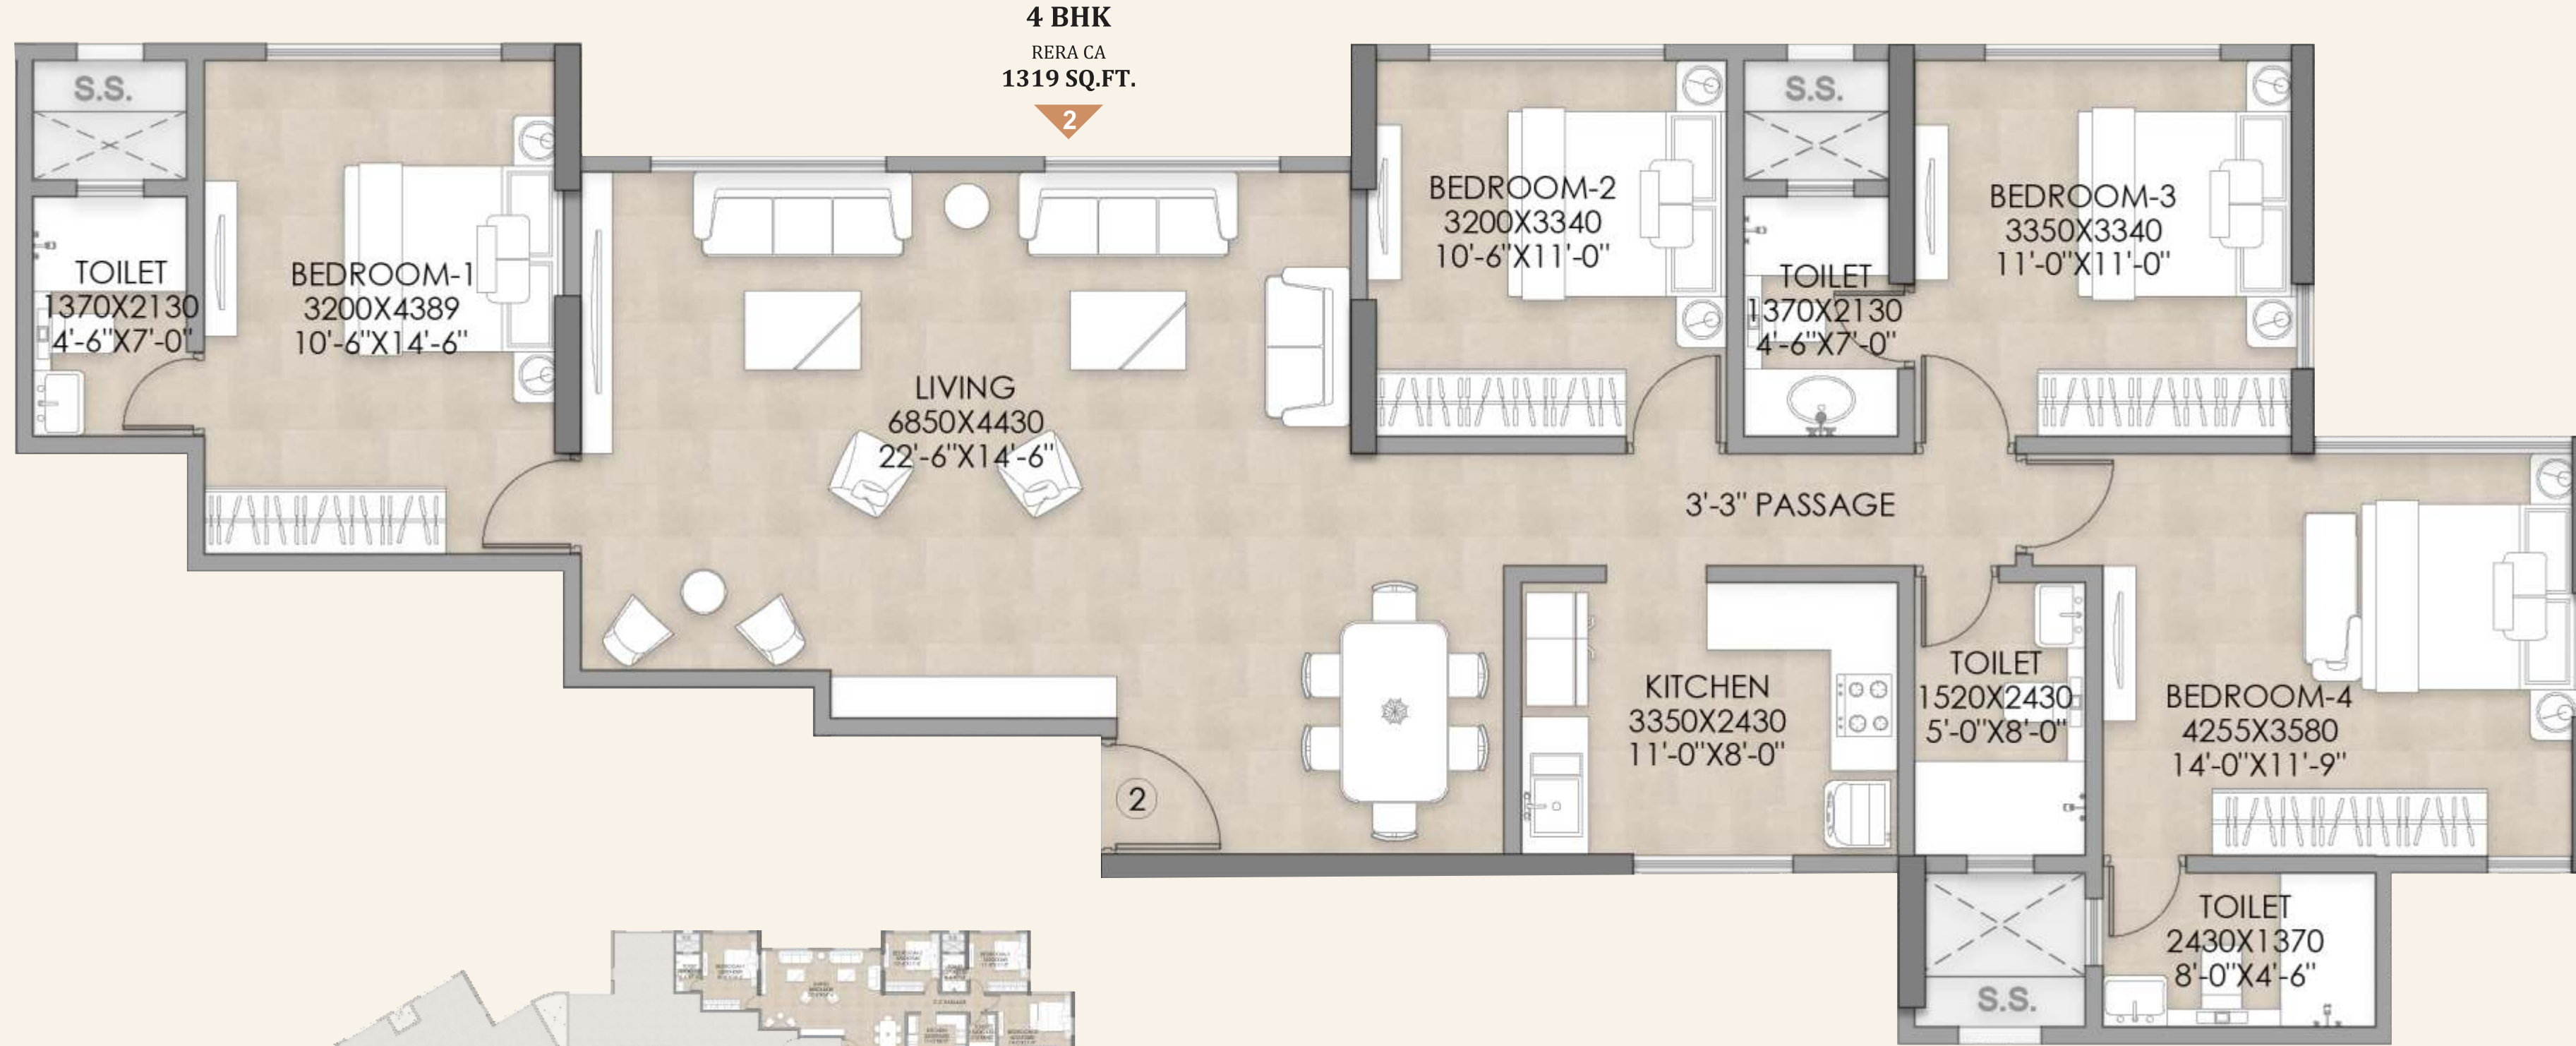 4 BHK
RERA CA
1319 SQ.FT.
2
S.S.
TOILET
1370X2130
4'-6"X7'-0"
BEDROOM-1
3200X4389
10'-6"X14'-6"
LIVING
6850X4430
22'-6"X14'-6"
BEDROOM-2
3200X3340
10'-6"X11'-0"
S.S.
TOILET
1370X2130
4'-6"X7'-0"
BEDROOM-3
3350X3340
11'-0"X11'-0"
3'-3" PASSAGE
KITCHEN
3350X2430
11'-0"X8'-0"
TOILET
1520X2430
5'-0"X8'-0"
BEDROOM-4
4255X3580
14'-0"X11'-9"
2
TOILET
2430X1370
8'-0"X4'-6"
S.S.